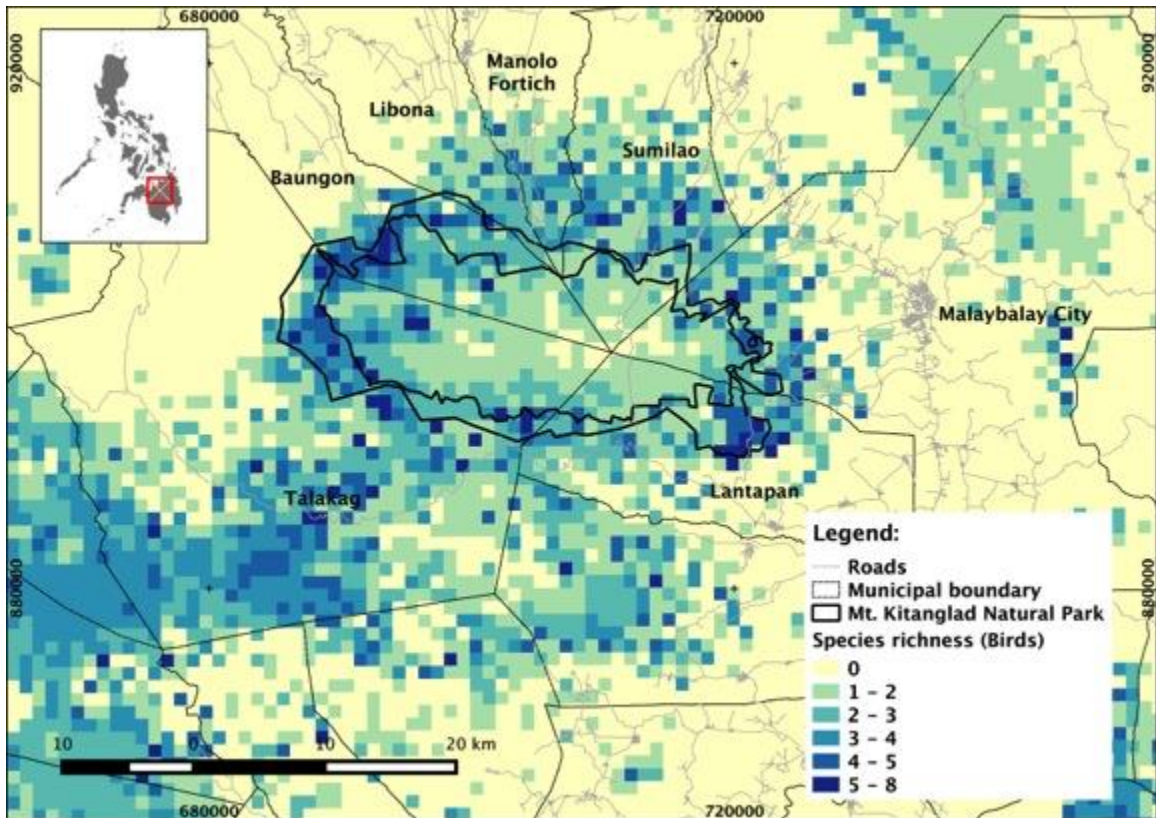 680000
720000
920000
920000
Manolo
Fortich
Libona
Sumilao
Baungon
Malaybalay City
Talakag
Lantapan
880000
880000
Legend:
Roads
Municipal boundary
Mt. Kitanglad Natural Park
Species richness (Birds)
0
1 – 2
2 – 3
3 – 4
4 – 5
5 – 8
10 0 10 20 km
680000
720000